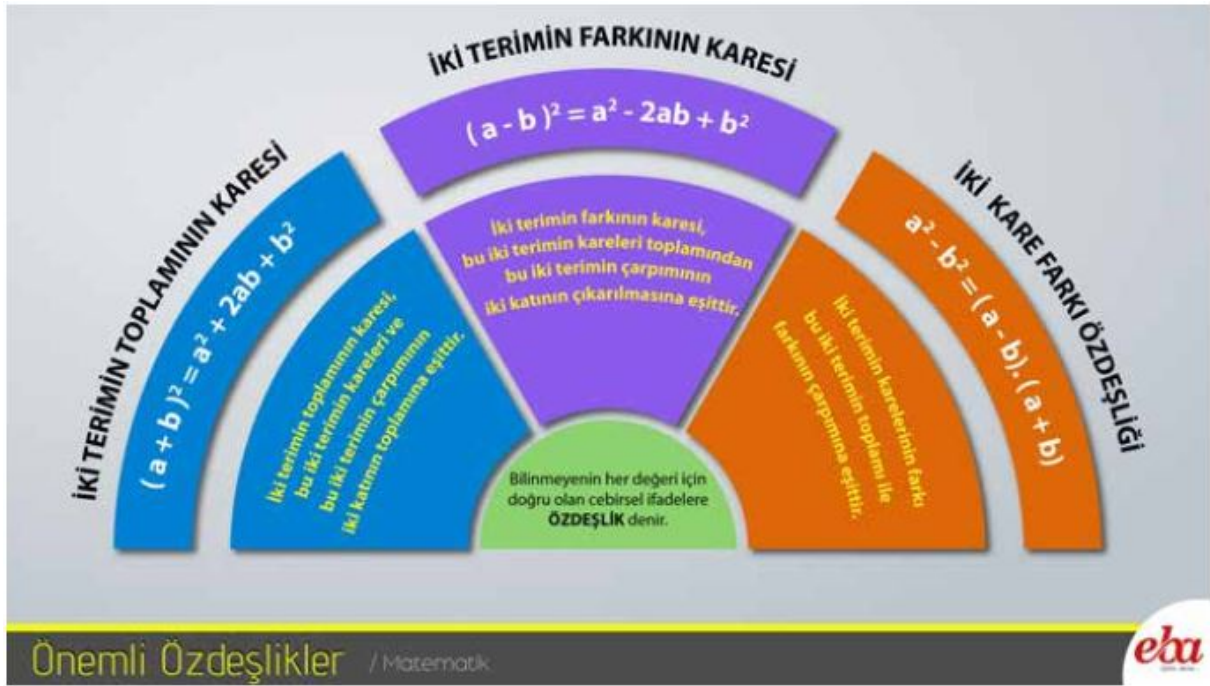 İKİ TERİMİN TOPLAMININ KARESİ
( a + b )² = a² + 2ab + b²
İki terimin toplamının karesi,
bu iki terimin kareleri ve
bu iki terimin çarpımının
iki katının toplamına eşittir.
İKİ TERİMİN FARKININ KARESİ
( a - b )² = a² - 2ab + b²
İki terimin farkının karesi,
bu iki terimin kareleri toplamından
bu iki terimin çarpımının
iki katının çıkarılmasına eşittir.
İKİ KARE FARKI ÖZDEŞLİĞİ
a² - b² = ( a - b). ( a + b)
İki terimin karelerinin farkı
bu iki terimin toplamı ile
farkının çarpımına eşittir.
Bilinmeyenin her değeri için
doğru olan cebirsel ifadelere
ÖZDEŞLİK denir.
Önemli Özdeşlikler / Matematik
eba